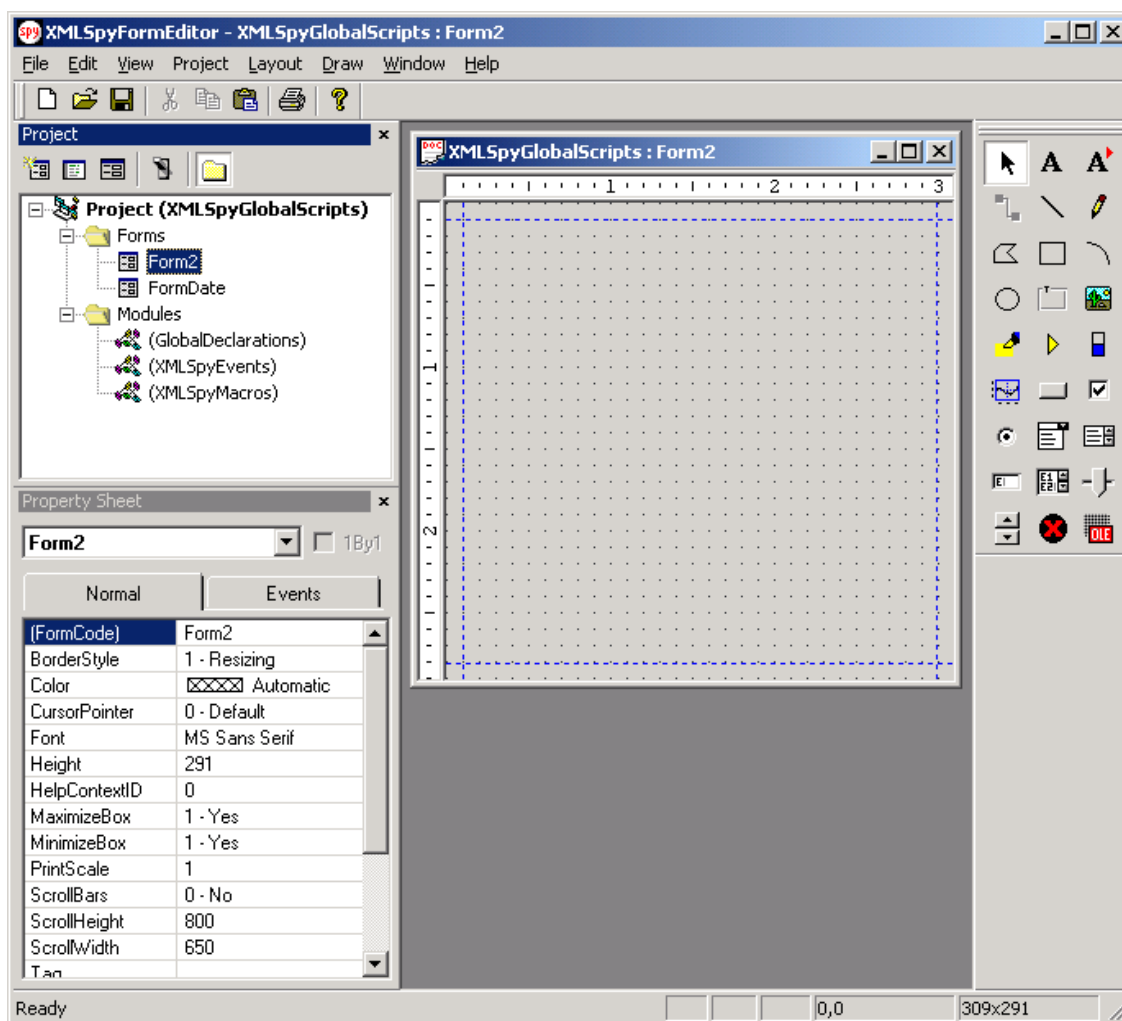 XMLSpyFormEditor - XMLSpyGlobalScripts : Form2
File Edit View Project Layout Draw Window Help
Project
Project (XMLSpyGlobalScripts)
Forms
Form2
FormDate
Modules
(GlobalDeclarations)
(XMLSpyEvents)
(XMLSpyMacros)
Property Sheet
Form2
1By1
Normal Events
(FormCode) Form2
BorderStyle 1 - Resizing
Color Automatic
CursorPointer 0 - Default
Font MS Sans Serif
Height 291
HelpContextID 0
MaximizeBox 1 - Yes
MinimizeBox 1 - Yes
PrintScale 1
ScrollBars 0 - No
ScrollHeight 800
ScrollWidth 650
Tag
XMLSpyGlobalScripts : Form2
1 2 3
1
2
A A
OLE
Ready 0,0 309x291